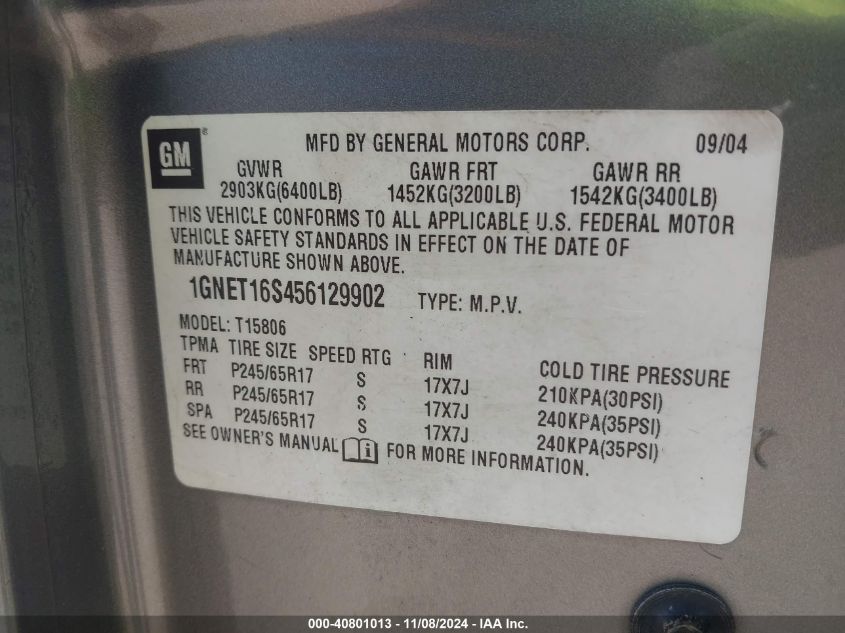 GM ® MFD BY GENERAL MOTORS CORP. 09/04
GVWR GAWR FRT GAWR RR
2903KG(6400LB) 1452KG(3200LB) 1542KG(3400LB)
THIS VEHICLE CONFORMS TO ALL APPLICABLE U.S. FEDERAL MOTOR
VEHICLE SAFETY STANDARDS IN EFFECT ON THE DATE OF
MANUFACTURE SHOWN ABOVE.
1GNET16S456129902 TYPE: M.P.V.
MODEL: T15806
TPMA TIRE SIZE SPEED RTG RIM COLD TIRE PRESSURE
FRT P245/65R17 S 17X7J 210KPA(30PSI)
RR P245/65R17 S 17X7J 240KPA(35PSI)
SPA P245/65R17 S 17X7J 240KPA(35PSI)
SEE OWNER'S MANUAL i FOR MORE INFORMATION.
000-40801013 - 11/08/2024 - IAA Inc.